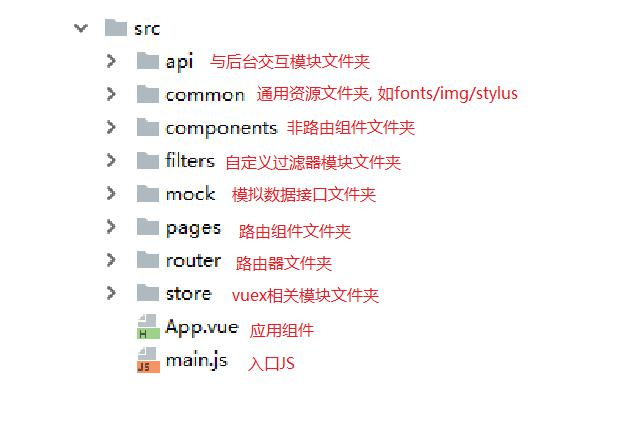 src
api 与后台交互模块文件夹
common 通用资源文件夹, 如fonts/img/stylus
components 非路由组件文件夹
filters 自定义过滤器模块文件夹
mock 模拟数据接口文件夹
pages 路由组件文件夹
router 路由器文件夹
store vuex相关模块文件夹
H App.vue 应用组件
JS main.js 入口JS